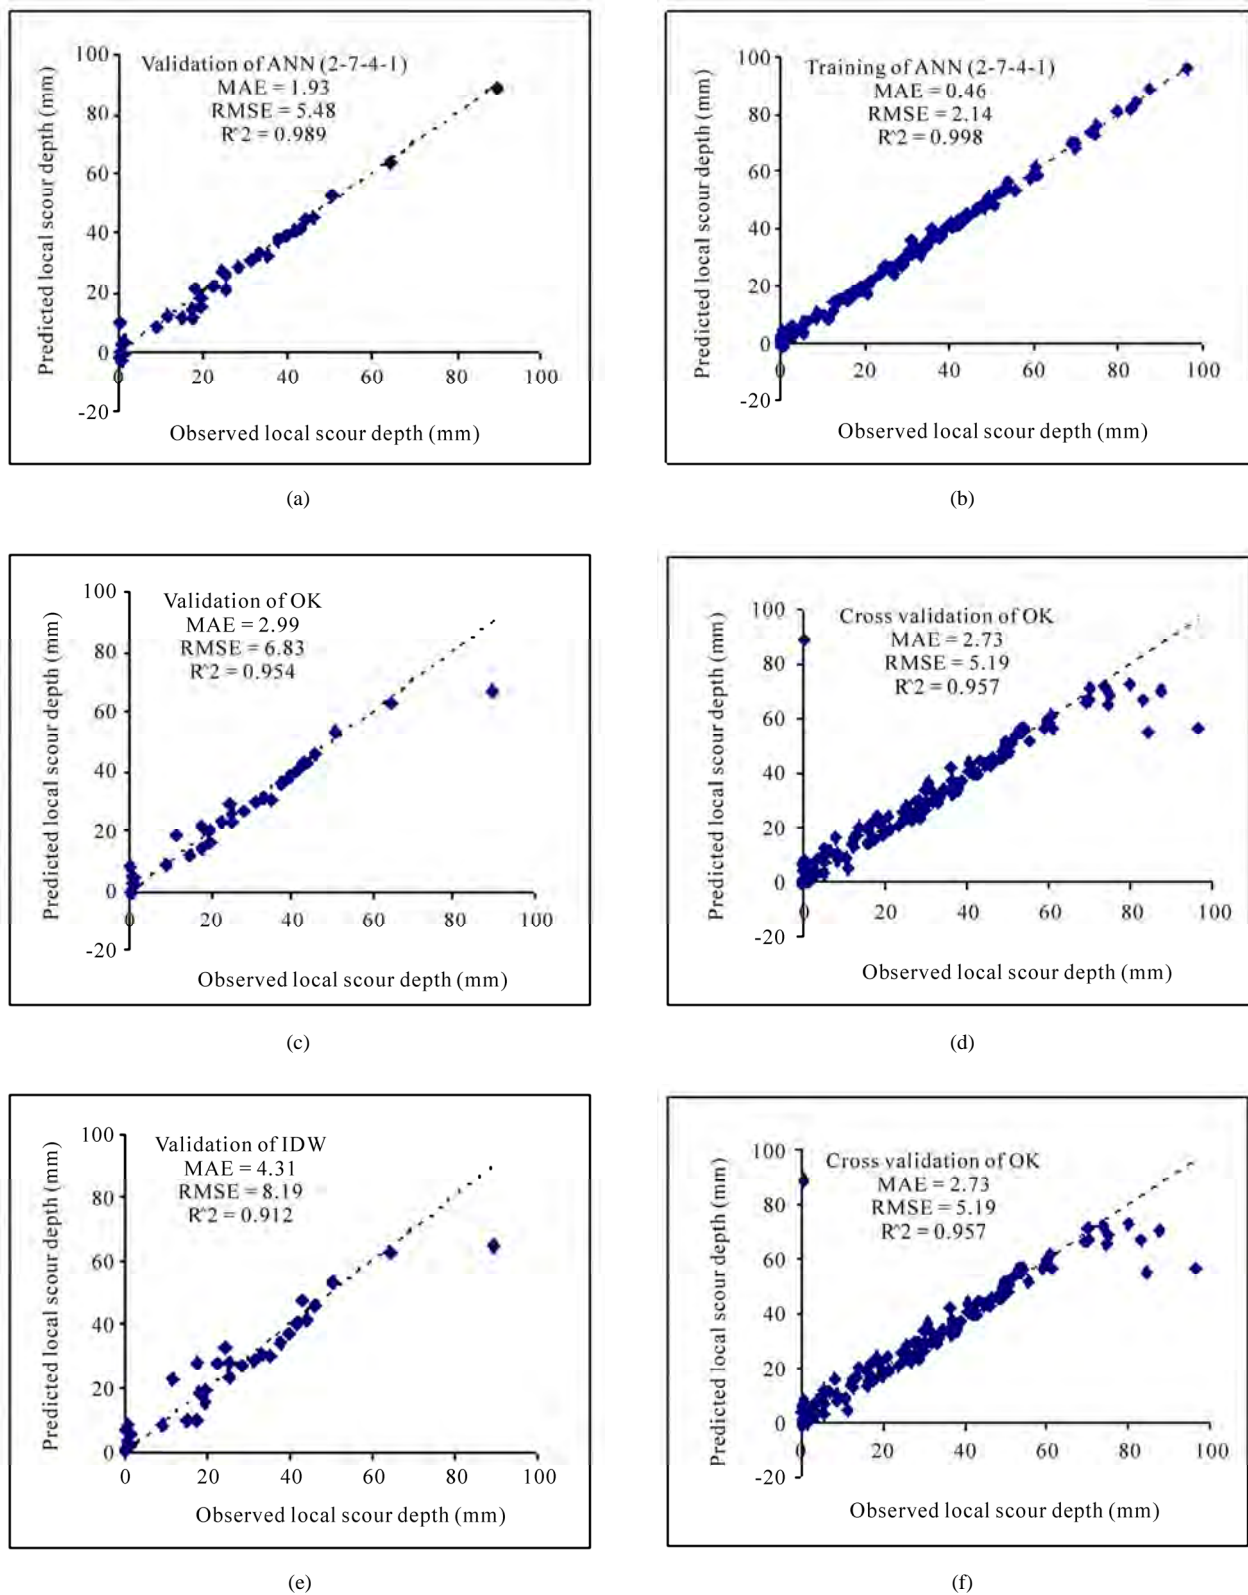 Validation of ANN (2-7-4-1)
MAE = 1.93
RMSE = 5.48
R^2 = 0.989
Predicted local scour depth (mm)
100
80
60
40
20
0
-20
0 20 40 60 80 100
Observed local scour depth (mm)
(a)
Training of ANN (2-7-4-1)
MAE = 0.46
RMSE = 2.14
R^2 = 0.998
Predicted local scour depth (mm)
100
80
60
40
20
0
-20
0 20 40 60 80 100
Observed local scour depth (mm)
(b)
Validation of OK
MAE = 2.99
RMSE = 6.83
R^2 = 0.954
Predicted local scour depth (mm)
100
80
60
40
20
0
-20
0 20 40 60 80 100
Observed local scour depth (mm)
(c)
Cross validation of OK
MAE = 2.73
RMSE = 5.19
R^2 = 0.957
Predicted local scour depth (mm)
100
80
60
40
20
0
-20
0 20 40 60 80 100
Observed local scour depth (mm)
(d)
Validation of IDW
MAE = 4.31
RMSE = 8.19
R^2 = 0.912
Predicted local scour depth (mm)
100
80
60
40
20
0
0 20 40 60 80 100
Observed local scour depth (mm)
(e)
Cross validation of OK
MAE = 2.73
RMSE = 5.19
R^2 = 0.957
Predicted local scour depth (mm)
100
80
60
40
20
0
-20
0 20 40 60 80 100
Observed local scour depth (mm)
(f)